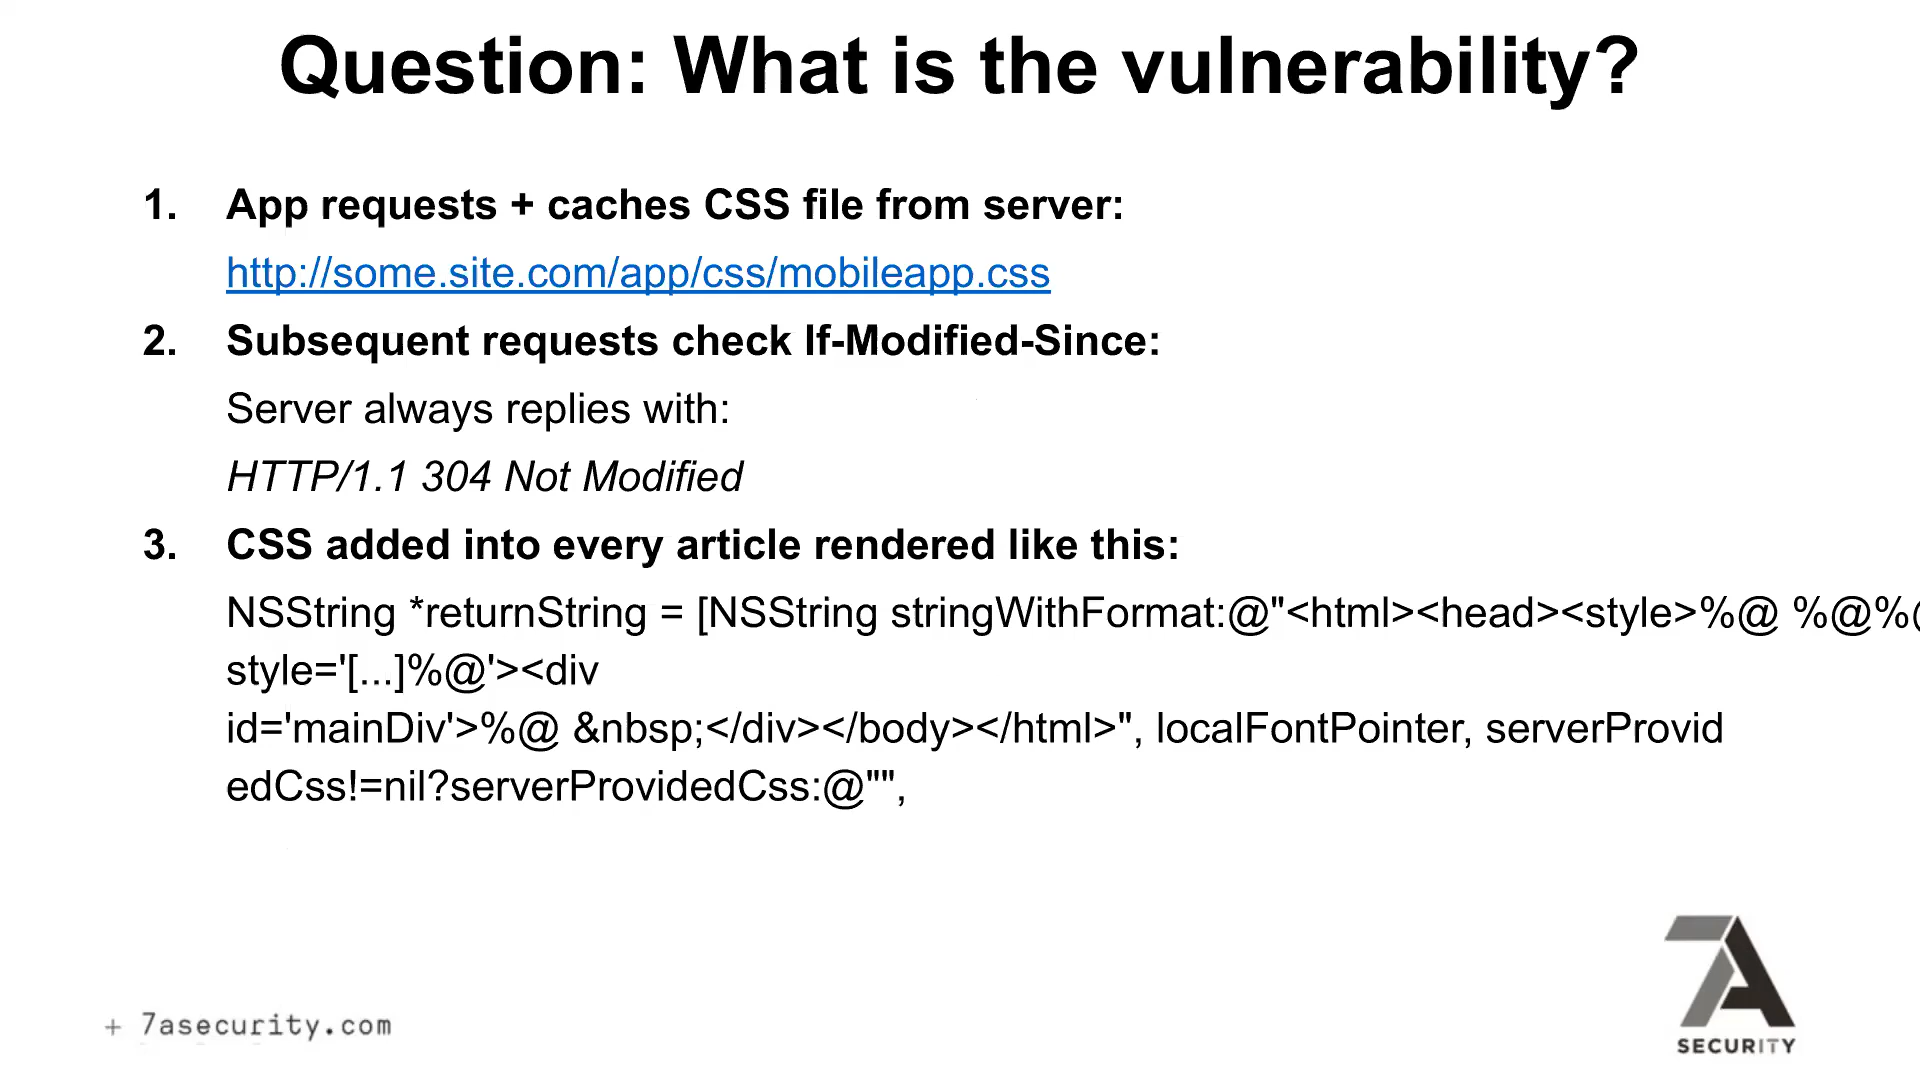 Question: What is the vulnerability?
1. App requests + caches CSS file from server:
http://some.site.com/app/css/mobileapp.css
2. Subsequent requests check If-Modified-Since:
Server always replies with:
HTTP/1.1 304 Not Modified
3. CSS added into every article rendered like this:
NSString *returnString = [NSString stringWithFormat:@"<html><head><style>%@ %@%@
style='[...]%@'><div
id='mainDiv'>%@ &nbsp;</div></body></html>", localFontPointer, serverProvid
edCss!=nil?serverProvidedCss:@"",
+ 7asecurity.com
7A
SECURITY